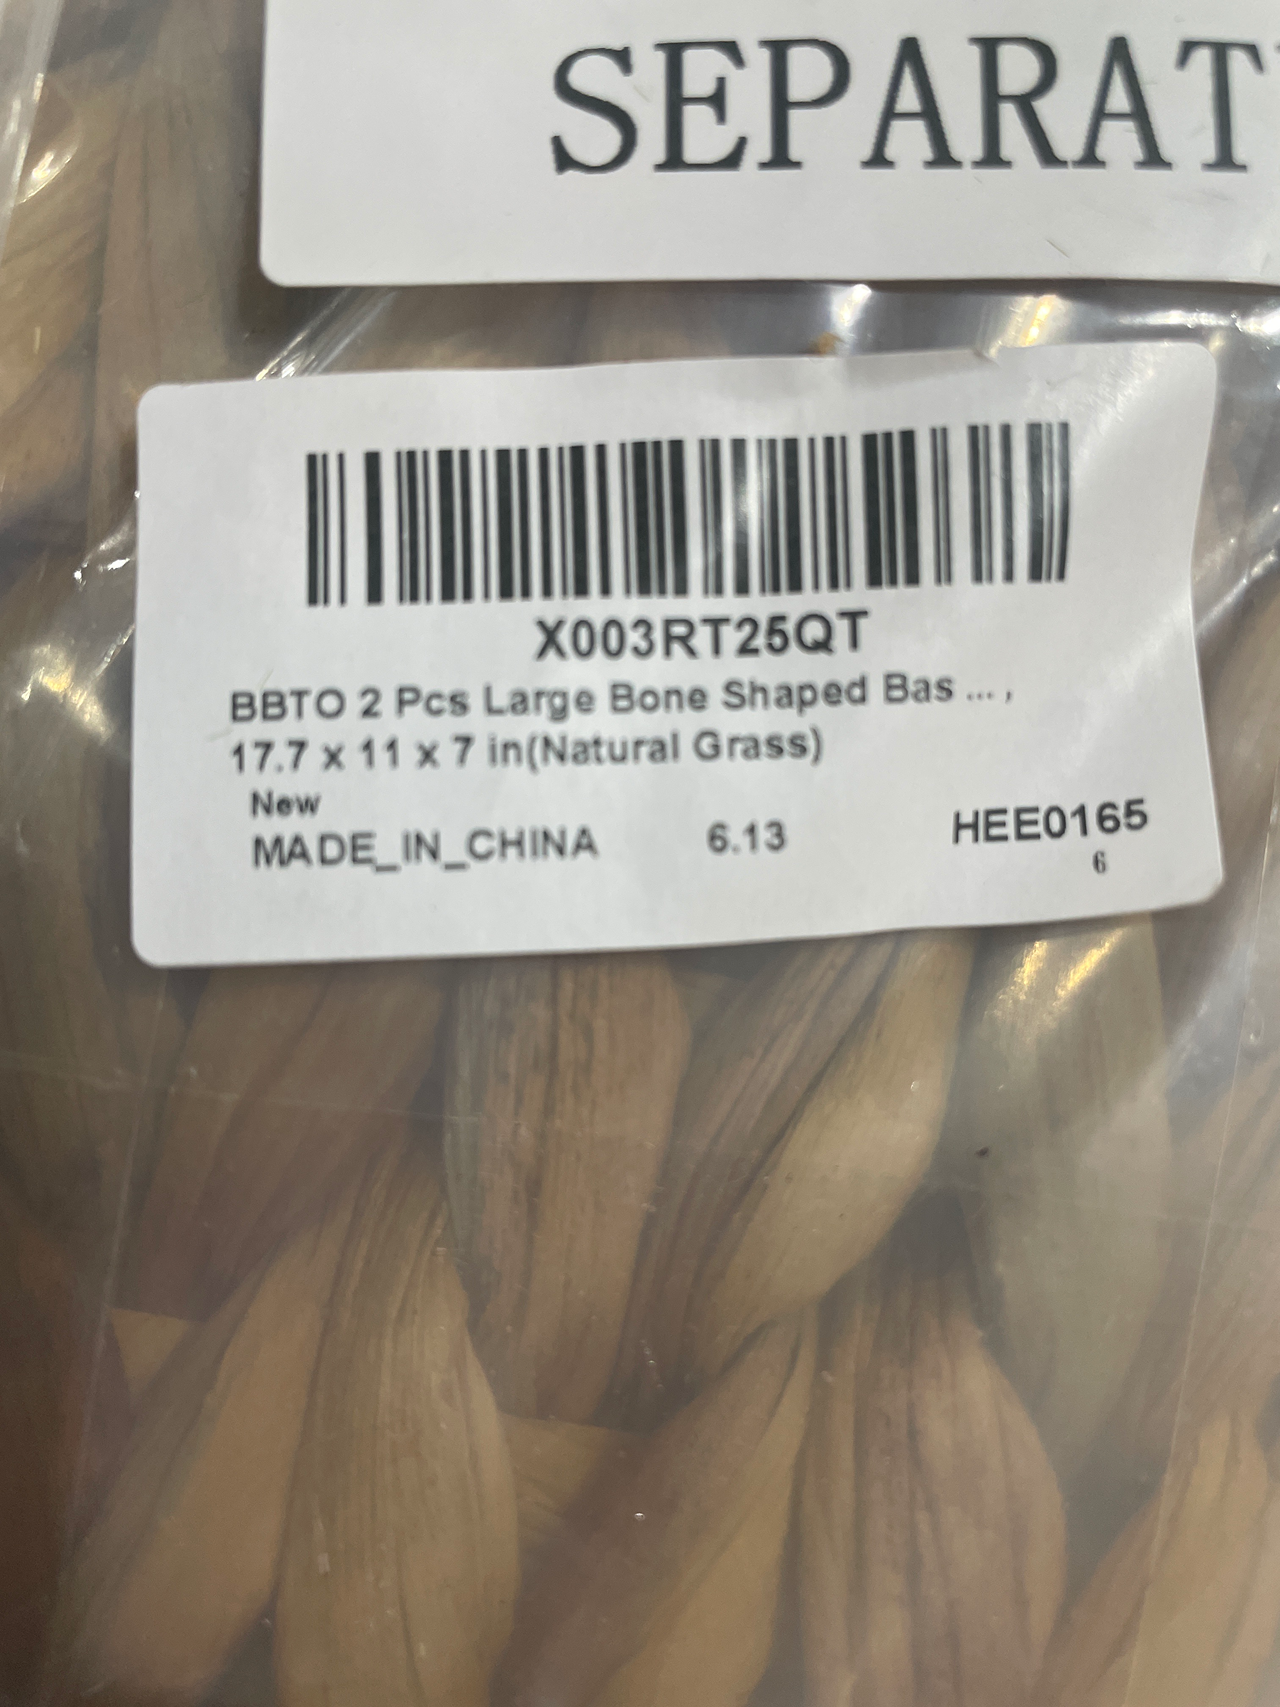 SEPARAT
X003RT25QT
BBTO 2 Pcs Large Bone Shaped Bas ... ,
17.7 x 11 x 7 in(Natural Grass)
New
MADE_IN_CHINA 6.13 HEE0165
6